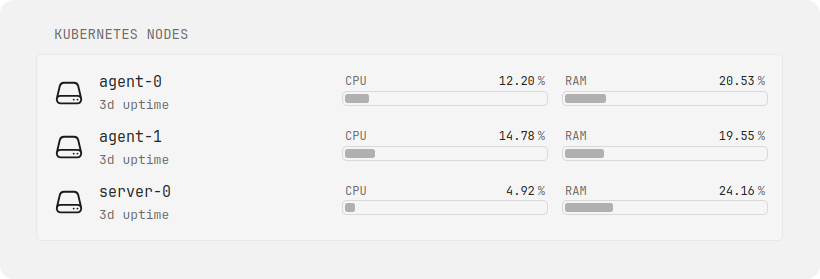 KUBERNETES NODES
agent-0
3d uptime
CPU 12.20%
RAM 20.53%
agent-1
3d uptime
CPU 14.78%
RAM 19.55%
server-0
3d uptime
CPU 4.92%
RAM 24.16%